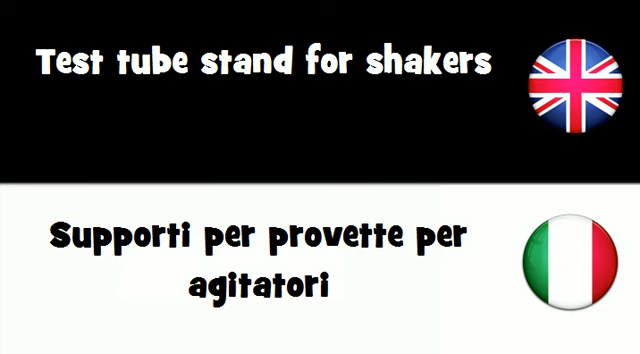 Test tube stand for shakers
Supporti per provette per
agitatori